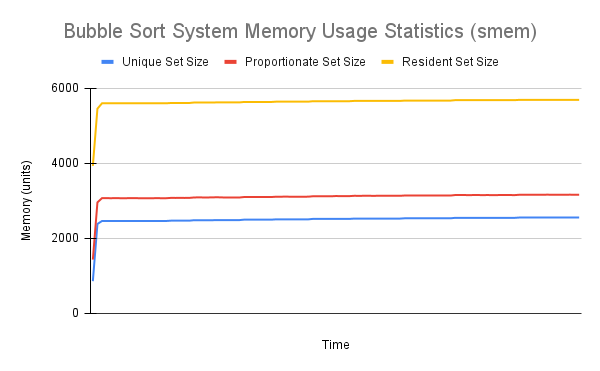 Bubble Sort System Memory Usage Statistics (smem)
Unique Set Size Proportionate Set Size Resident Set Size
6000
4000
2000
0
Memory (units)
Time